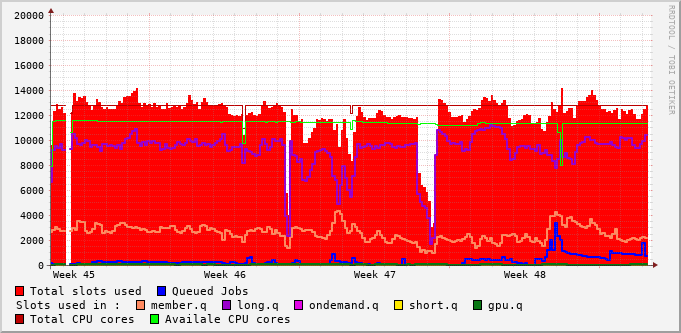 20000
18000
16000
14000
12000
10000
8000
6000
4000
2000
0
Week 45 Week 46 Week 47 Week 48
Total slots used Queued Jobs
Slots used in : member.q long.q ondemand.q short.q gpu.q
Total CPU cores Availale CPU cores
RRDTOOL / TOBI OETIKER